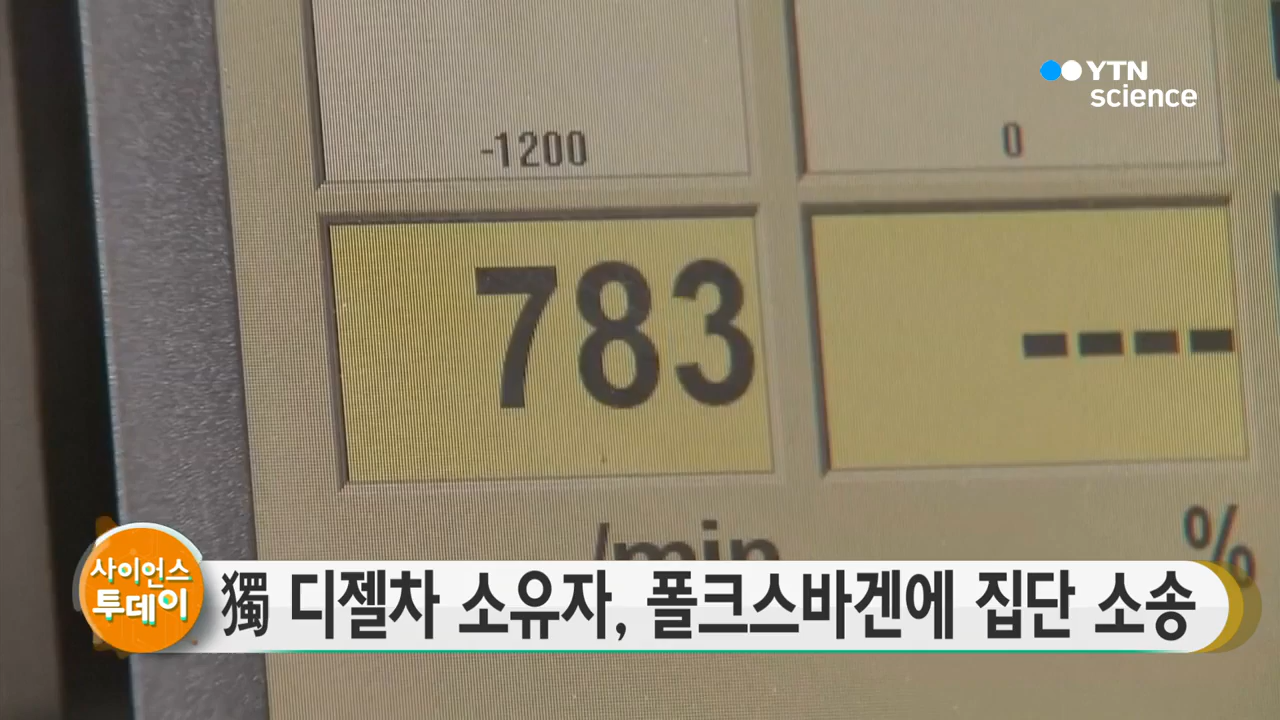 YTN
science
-1200
0
783
----
/min
%
사이언스
투데이
獨 디젤차 소유자, 폴크스바겐에 집단 소송